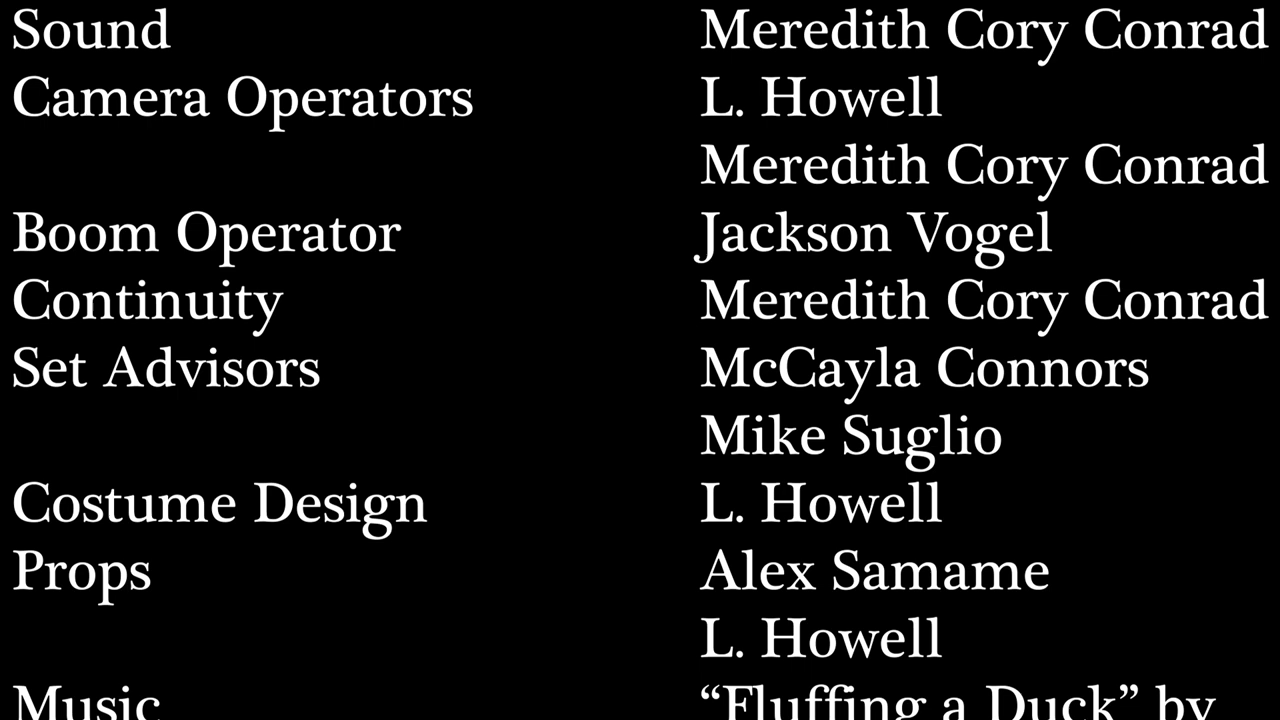 Sound Meredith Cory Conrad
Camera Operators L. Howell
Meredith Cory Conrad
Boom Operator Jackson Vogel
Continuity Meredith Cory Conrad
Set Advisors McCayla Connors
Mike Suglio
Costume Design L. Howell
Props Alex Samame
L. Howell
Music “Fluffing a Duck” by